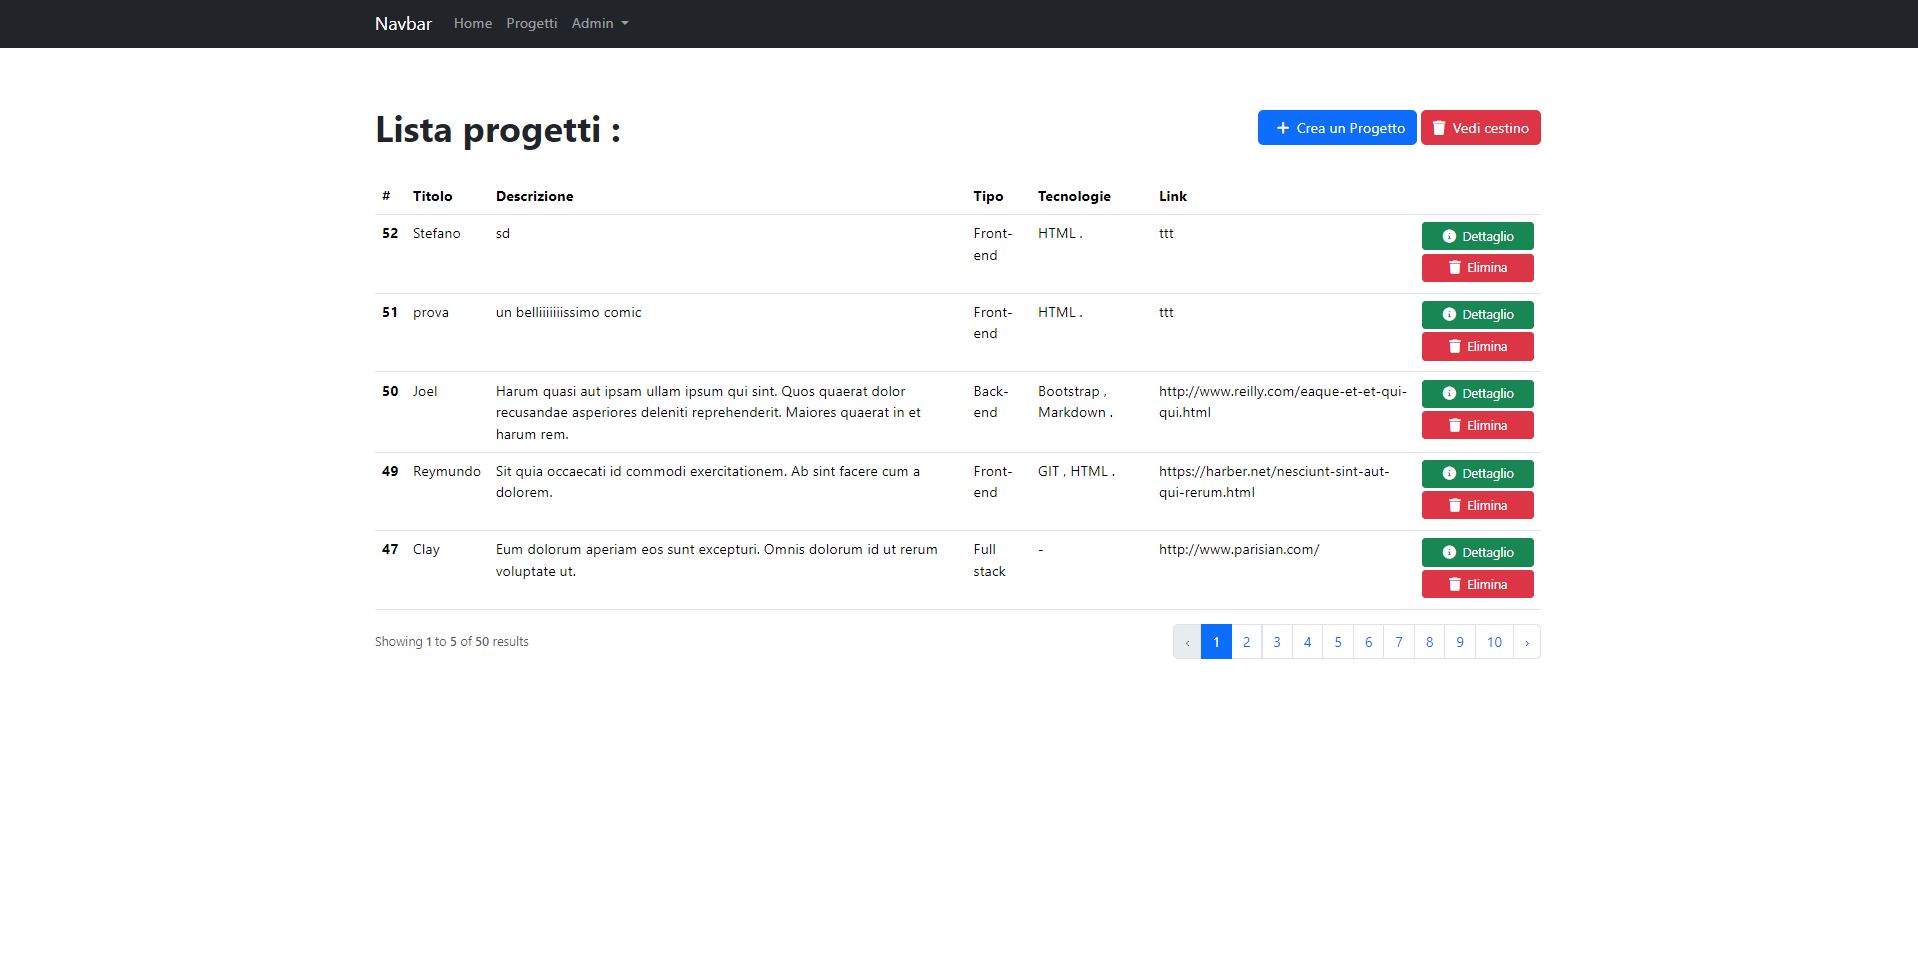 Navbar Home Progetti Admin
Lista progetti :
Crea un Progetto Vedi cestino
# Titolo Descrizione Tipo Tecnologie Link
52 Stefano sd Front- HTML . ttt Dettaglio
end
Elimina
51 prova un belliiiiiiiissimo comic Front- HTML . ttt Dettaglio
end
Elimina
50 Joel Harum quasi aut ipsam ullam ipsum qui sint. Quos quaerat dolor Back- Bootstrap , http://www.reilly.com/eaque-et-et-qui- Dettaglio
recusandae asperiores deleniti reprehenderit. Maiores quaerat in et end Markdown . qui.html
harum rem. Elimina
49 Reymundo Sit quia occaecati id commodi exercitationem. Ab sint facere cum a Front- GIT , HTML . https://harber.net/nesciunt-sint-aut- Dettaglio
dolorem. end qui-rerum.html
Elimina
47 Clay Eum dolorum aperiam eos sunt excepturi. Omnis dolorum id ut rerum Full - http://www.parisian.com/ Dettaglio
voluptate ut. stack
Elimina
Showing 1 to 5 of 50 results ‹ 1 2 3 4 5 6 7 8 9 10 ›